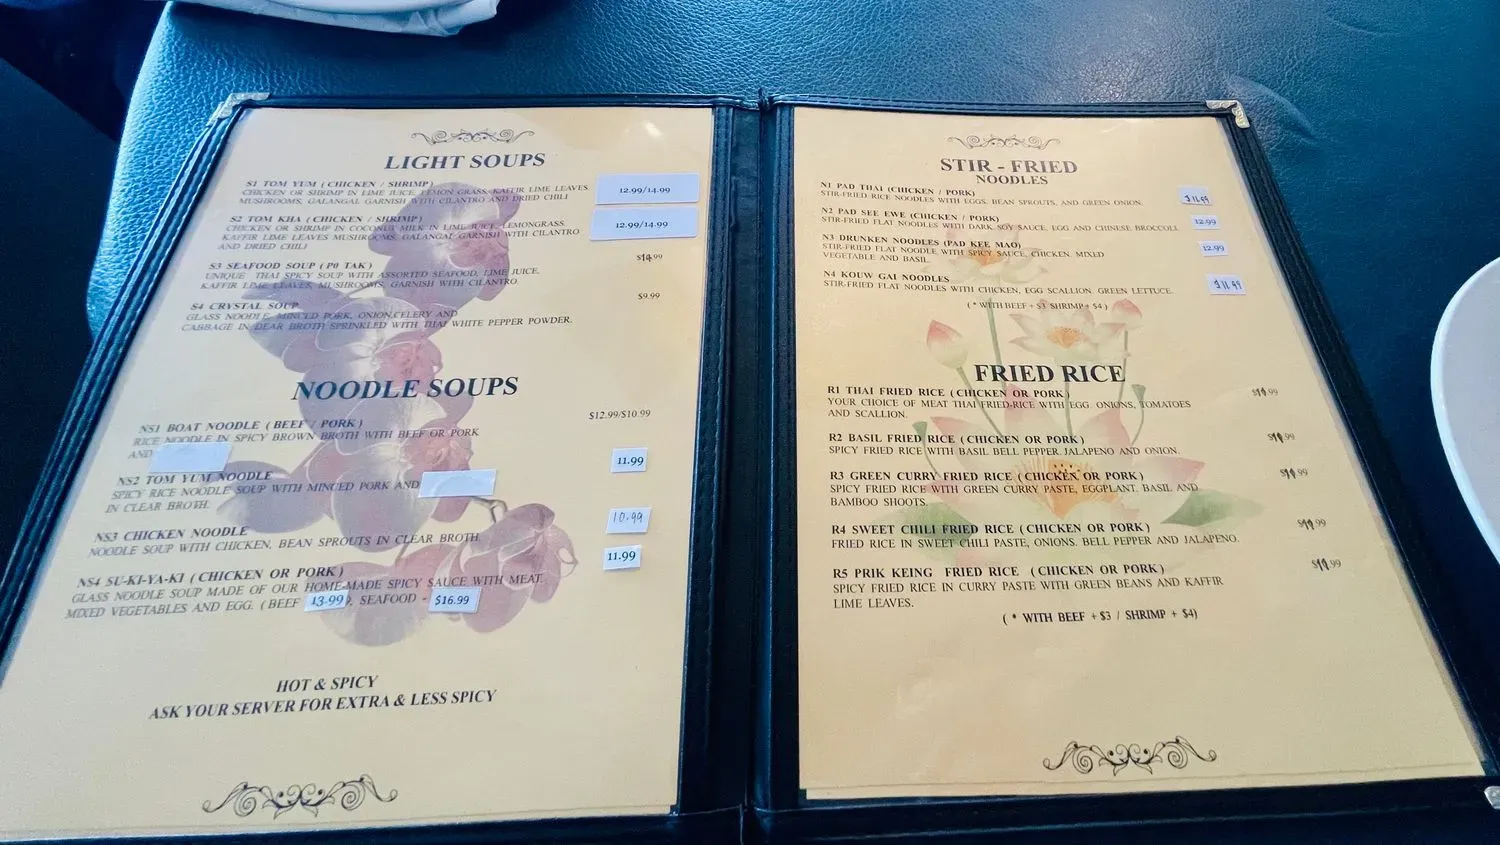 LIGHT SOUPS
S1 TOM YUM ( CHICKEN / SHRIMP) 12.99/14.99
CHICKEN OR SHRIMP IN LIME JUICE, LEMON GRASS, KAFFIR LIME LEAVES
MUSHROOMS, GALANGAL GARNISH WITH CILANTRO AND DRIED CHILI
S2 TOM KHA ( CHICKEN / SHRIMP) 12.99/14.99
CHICKEN OR SHRIMP IN COCONUT MILK IN LIME JUICE, LEMONGRASS.
KAFFIR LIME LEAVES MUSHROOMS, GALANGAL GARNISH WITH CILANTRO
AND DRIED CHILI
S3 SEAFOOD SOUP ( PO TAK ) $14.99
UNIQUE THAI SPICY SOUP WITH ASSORTED SEAFOOD, LIME JUICE.
KAFFIR LIME LEAVES, MUSHROOMS, GARNISH WITH CILANTRO.
S4 CRYSTAL SOUP $9.99
GLASS NOODLE, MINCED PORK, ONION,CELERY AND
CABBAGE IN DEAR BROTH SPRINKLED WITH THAI WHITE PEPPER POWDER.
NOODLE SOUPS
NS1 BOAT NOODLE ( BEEF / PORK ) $12.99/$10.99
RICE NOODLE IN SPICY BROWN BROTH WITH BEEF OR PORK
AND
NS2 TOM YUM NOODLE 11.99
SPICY RICE NOODLE SOUP WITH MINCED PORK AND
IN CLEAR BROTH.
NS3 CHICKEN NOODLE 10.99
NOODLE SOUP WITH CHICKEN, BEAN SPROUTS IN CLEAR BROTH.
NS4 SU-KI-YA-KI ( CHICKEN OR PORK ) 11.99
GLASS NOODLE SOUP MADE OF OUR HOME-MADE SPICY SAUCE WITH MEAT.
MIXED VEGETABLES AND EGG. ( BEEF 13.99 , SEAFOOD - $16.99
HOT & SPICY
ASK YOUR SERVER FOR EXTRA & LESS SPICY
STIR - FRIED
NOODLES
N1 PAD THAI (CHICKEN / PORK) $11.99
STIR-FRIED RICE NOODLES WITH EGGS, BEAN SPROUTS, AND GREEN ONION.
N2 PAD SEE EWE (CHICKEN / PORK) 12.99
STIR-FRIED FLAT NOODLES WITH DARK SOY SAUCE, EGG AND CHINESE BROCCOLI.
N3 DRUNKEN NOODLES (PAD KEE MAO) 12.99
STIR-FRIED FLAT NOODLE WITH SPICY SAUCE, CHICKEN, MIXED
VEGETABLE AND BASIL.
N4 KOUW GAI NOODLES $11.99
STIR-FRIED FLAT NOODLES WITH CHICKEN, EGG SCALLION, GREEN LETTUCE.
( * WITH BEEF + $3 SHRIMP + $4 )
FRIED RICE
R1 THAI FRIED RICE ( CHICKEN OR PORK )
YOUR CHOICE OF MEAT THAI FRIED-RICE WITH EGG, ONIONS, TOMATOES
AND SCALLION.
R2 BASIL FRIED RICE ( CHICKEN OR PORK )
SPICY FRIED RICE WITH BASIL BELL PEPPER, JALAPENO AND ONION.
R3 GREEN CURRY FRIED RICE ( CHICKEN OR PORK )
SPICY FRIED RICE WITH GREEN CURRY PASTE, EGGPLANT, BASIL AND
BAMBOO SHOOTS.
R4 SWEET CHILI FRIED RICE ( CHICKEN OR PORK ) $11.99
FRIED RICE IN SWEET CHILI PASTE, ONIONS, BELL PEPPER AND JALAPENO.
R5 PRIK KEING FRIED RICE ( CHICKEN OR PORK ) $11.99
SPICY FRIED RICE IN CURRY PASTE WITH GREEN BEANS AND KAFFIR
LIME LEAVES.
( * WITH BEEF + $3 / SHRIMP + $4)